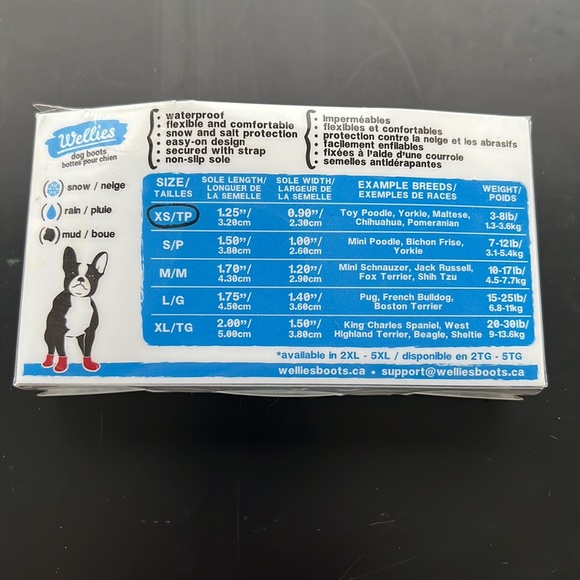 Wellies
dog boots
bottes pour chien
snow / neige
rain / pluie
mud / boue
waterproof
flexible and comfortable
snow and salt protection
easy-on design
secured with strap
non-slip sole
imperméables
flexibles et confortables
protection contre la neige et les abrasifs
facilement enfilables
fixées à l'aide d'une courroie
semelles antidérapantes
SIZE/ TAILLES SOLE LENGTH/ LONGUER DE LA SEMELLE SOLE WIDTH/ LARGEUR DE LA SEMELLE EXAMPLE BREEDS/ EXEMPLES DE RACES WEIGHT/ POIDS
XS/TP 1.25”/ 3.20cm 0.90”/ 2.30cm Toy Poodle, Yorkie, Maltese, Chihuahua, Pomeranian 3-8lb/ 1.3-3.6kg
S/P 1.50”/ 3.80cm 1.00”/ 2.60cm Mini Poodle, Bichon Frise, Yorkie 7-12lb/ 3.1-5.4kg
M/M 1.70”/ 4.30cm 1.20”/ 2.90cm Mini Schnauzer, Jack Russell, Fox Terrier, Shih Tzu 10-17lb/ 4.5-7.7kg
L/G 1.75”/ 4.50cm 1.40”/ 3.60cm Pug, French Bulldog, Boston Terrier 15-25lb/ 6.8-11kg
XL/TG 2.00”/ 5.00cm 1.50”/ 3.80cm King Charles Spaniel, West Highland Terrier, Beagle, Sheltie 20-30lb/ 9-13.6kg
*available in 2XL - 5XL / disponible en 2TG - 5TG
welliesboots.ca • support@welliesboots.ca